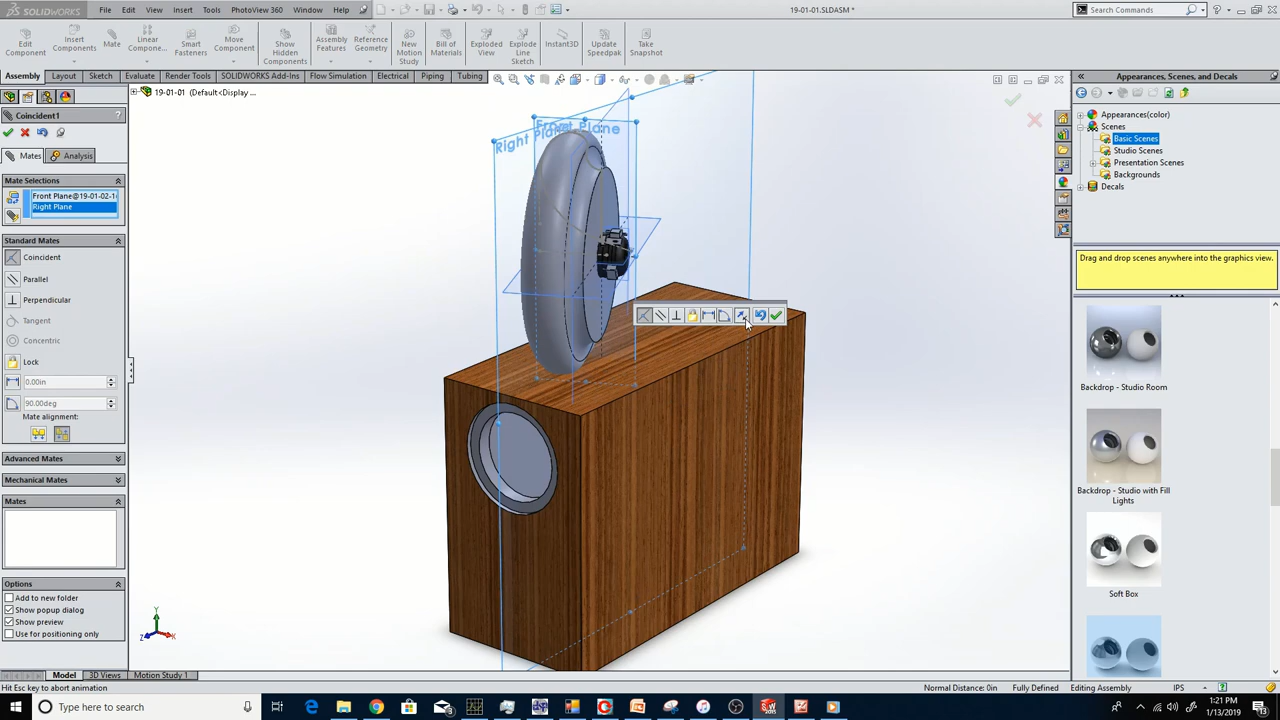 SOLIDWORKS
File
Edit
View
Insert
Tools
PhotoView 360
Window
Help
19-01-01.SLDASM *
Search Commands
Edit Component
Insert Components
Mate
Linear Compone...
Smart Fasteners
Move Component
Show Hidden Components
Assembly Features
Reference Geometry
New Motion Study
Bill of Materials
Exploded View
Explode Line Sketch
Instant3D
Update Speedpak
Take Snapshot
Assembly
Layout
Sketch
Evaluate
Render Tools
SOLIDWORKS Add-Ins
Flow Simulation
Electrical
Piping
Tubing
19-01-01 (Default<Display ...
Coincident1
Mates
Analysis
Mate Selections
Front Plane@19-01-02-1
Right Plane
Standard Mates
Coincident
Parallel
Perpendicular
Tangent
Concentric
Lock
0.00in
90.00deg
Mate alignment:
Advanced Mates
Mechanical Mates
Mates
Options
Add to new folder
Show popup dialog
Show preview
Use for positioning only
Right Plane
Front Plane
Y
Z
X
Appearances, Scenes, and Decals
Appearances(color)
Scenes
Basic Scenes
Studio Scenes
Presentation Scenes
Backgrounds
Decals
Drag and drop scenes anywhere into the graphics view.
Backdrop - Studio Room
Backdrop - Studio with Fill
Lights
Soft Box
Model
3D Views
Motion Study 1
Hit Esc key to abort animation
Normal Distance: 0in
Fully Defined
Editing Assembly
IPS
Type here to search
1:21 PM
1/13/2019